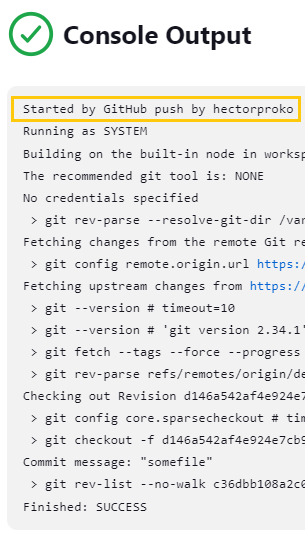 Console Output
Started by GitHub push by hectorproko
Running as SYSTEM
Building on the built-in node in worksp
The recommended git tool is: NONE
No credentials specified
> git rev-parse --resolve-git-dir /var
Fetching changes from the remote Git re
> git config remote.origin.url https:/
Fetching upstream changes from https:/
> git --version # timeout=10
> git --version # 'git version 2.34.1'
> git fetch --tags --force --progress
> git rev-parse refs/remotes/origin/de
Checking out Revision d146a542af4e924e7
> git config core.sparsecheckout # tim
> git checkout -f d146a542af4e924e7cb9
Commit message: "somefile"
> git rev-list --no-walk c36dbb108a2c0
Finished: SUCCESS